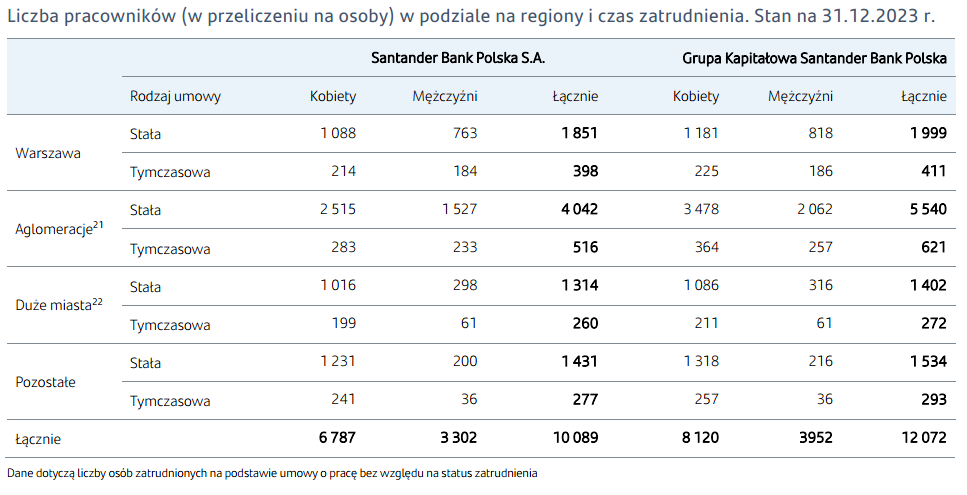 Liczba pracowników (w przeliczeniu na osoby) w podziale na regiony i czas zatrudnienia. Stan na 31.12.2023 r.
Santander Bank Polska S.A. Grupa Kapitałowa Santander Bank Polska
Rodzaj umowy Kobiety Mężczyźni Łącznie Kobiety Mężczyźni Łącznie
Warszawa
Stała 1 088 763 1 851 1 181 818 1 999
Tymczasowa 214 184 398 225 186 411
Aglomeracje21
Stała 2 515 1 527 4 042 3 478 2 062 5 540
Tymczasowa 283 233 516 364 257 621
Duże miasta22
Stała 1 016 298 1 314 1 086 316 1 402
Tymczasowa 199 61 260 211 61 272
Pozostałe
Stała 1 231 200 1 431 1 318 216 1 534
Tymczasowa 241 36 277 257 36 293
Łącznie 6 787 3 302 10 089 8 120 3952 12 072
Dane dotyczą liczby osób zatrudnionych na podstawie umowy o pracę bez względu na status zatrudnienia